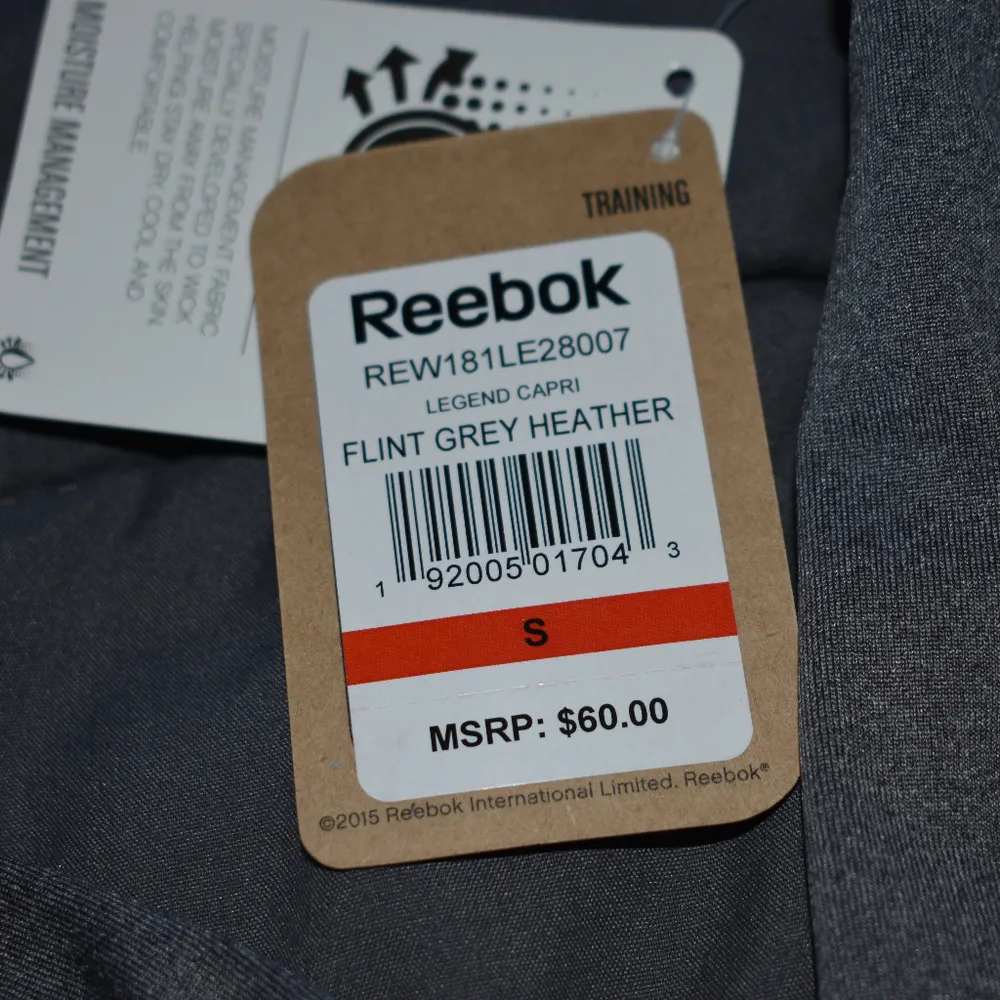 MOISTURE MANAGEMENT
MOISTURE MANAGEMENT FABRIC
SPECIALLY DEVELOPED TO WICK
MOISTURE AWAY FROM THE SKIN,
HELPING STAY DRY, COOL, AND
COMFORTABLE.
TRAINING
Reebok
REW181LE28007
LEGEND CAPRI
FLINT GREY HEATHER
1 92005 01704 3
S
MSRP: $60.00
©2015 Reebok International Limited. Reebok®